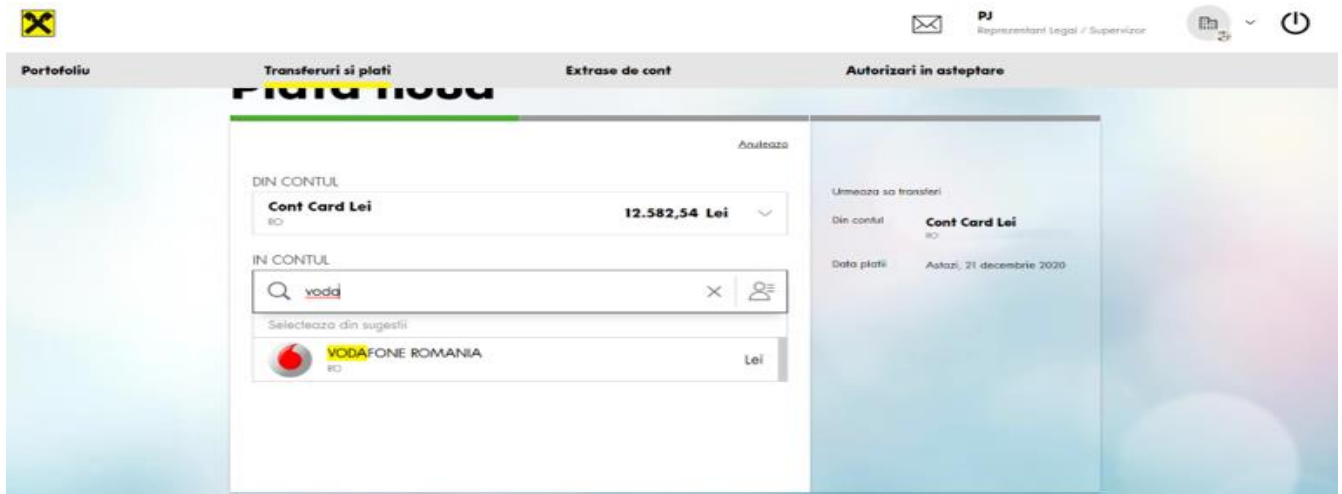 PJ
Reprezentant Legal / Supervizor
Portofoliu
Transferuri si plati
Extrase de cont
Autorizari in asteptare
Plata noua
Anuleaza
DIN CONTUL
Cont Card Lei
12.582,54 Lei
RO
IN CONTUL
voda
Selecteaza din sugestii
VODAFONE ROMANIA
Lei
RO
Urmeaza sa transferi
Din contul
Cont Card Lei
RO
Data platii
Astazi, 21 decembrie 2020